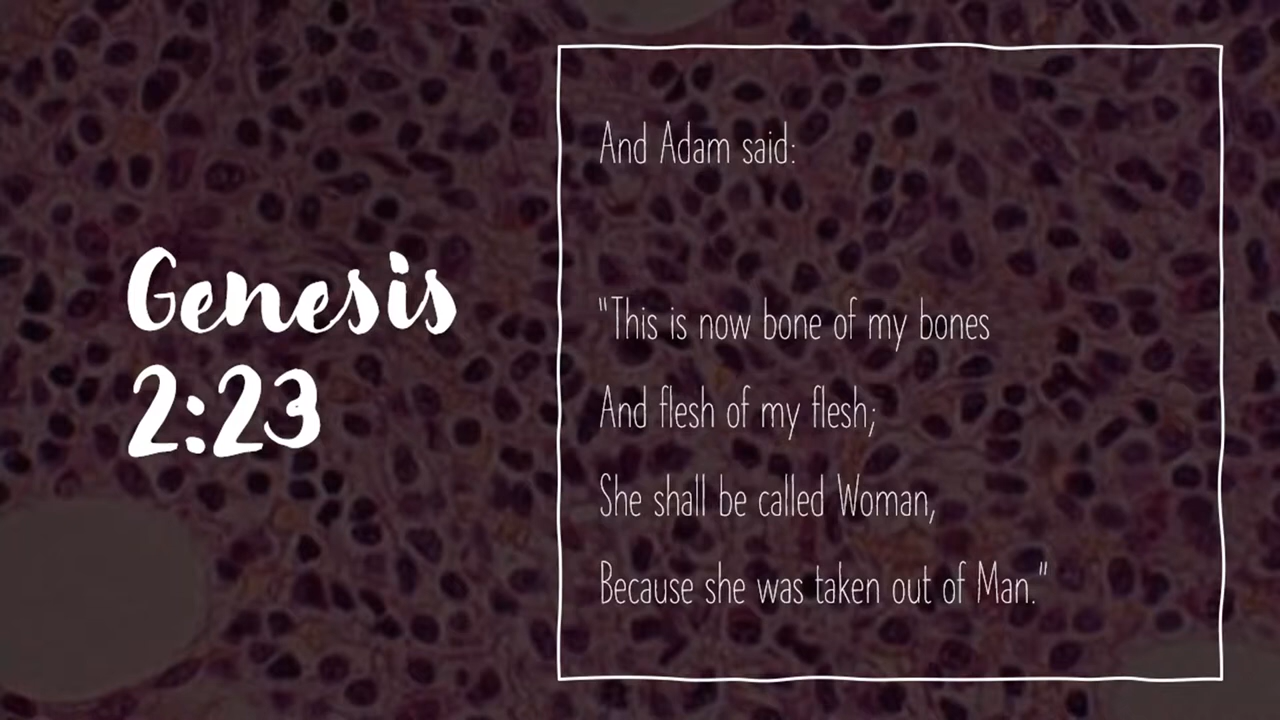 Genesis
2:23
And Adam said:
"This is now bone of my bones
And flesh of my flesh;
She shall be called Woman,
Because she was taken out of Man."